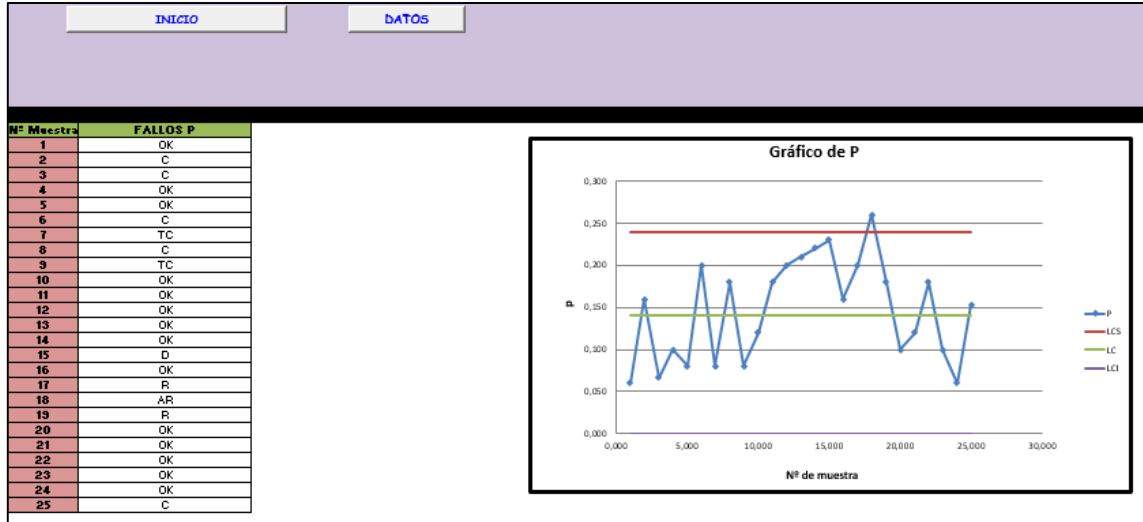 INICIO DATOS
Nº Muestra FALLOS P
1 OK
2 C
3 C
4 OK
5 OK
6 C
7 TC
8 C
9 TC
10 OK
11 OK
12 OK
13 OK
14 OK
15 D
16 OK
17 R
18 AR
19 R
20 OK
21 OK
22 OK
23 OK
24 OK
25 C
Gráfico de P
0,300
0,250
0,200
0,150
0,100
0,050
0,000
p
0,000 5,000 10,000 15,000 20,000 25,000 30,000
Nº de muestra
P
LCS
LC
LCI